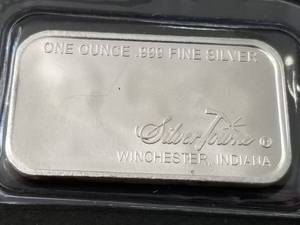 ONE OUNCE .999 FINE SILVER
SilverTowne
WINCHESTER, INDIANA